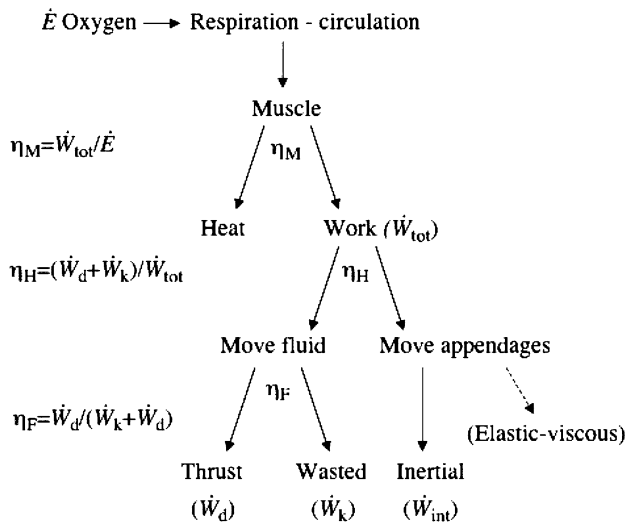 Ė Oxygen Respiration - circulation
Muscle
η_M=Ẇ_tot/Ė
η_M
Heat Work (Ẇ_tot)
η_H=(Ẇ_d+Ẇ_k)/Ẇ_tot
η_H
Move fluid Move appendages
η_F=Ẇ_d/(Ẇ_k+Ẇ_d)
η_F
(Elastic-viscous)
Thrust Wasted Inertial
(Ẇ_d) (Ẇ_k) (Ẇ_int)